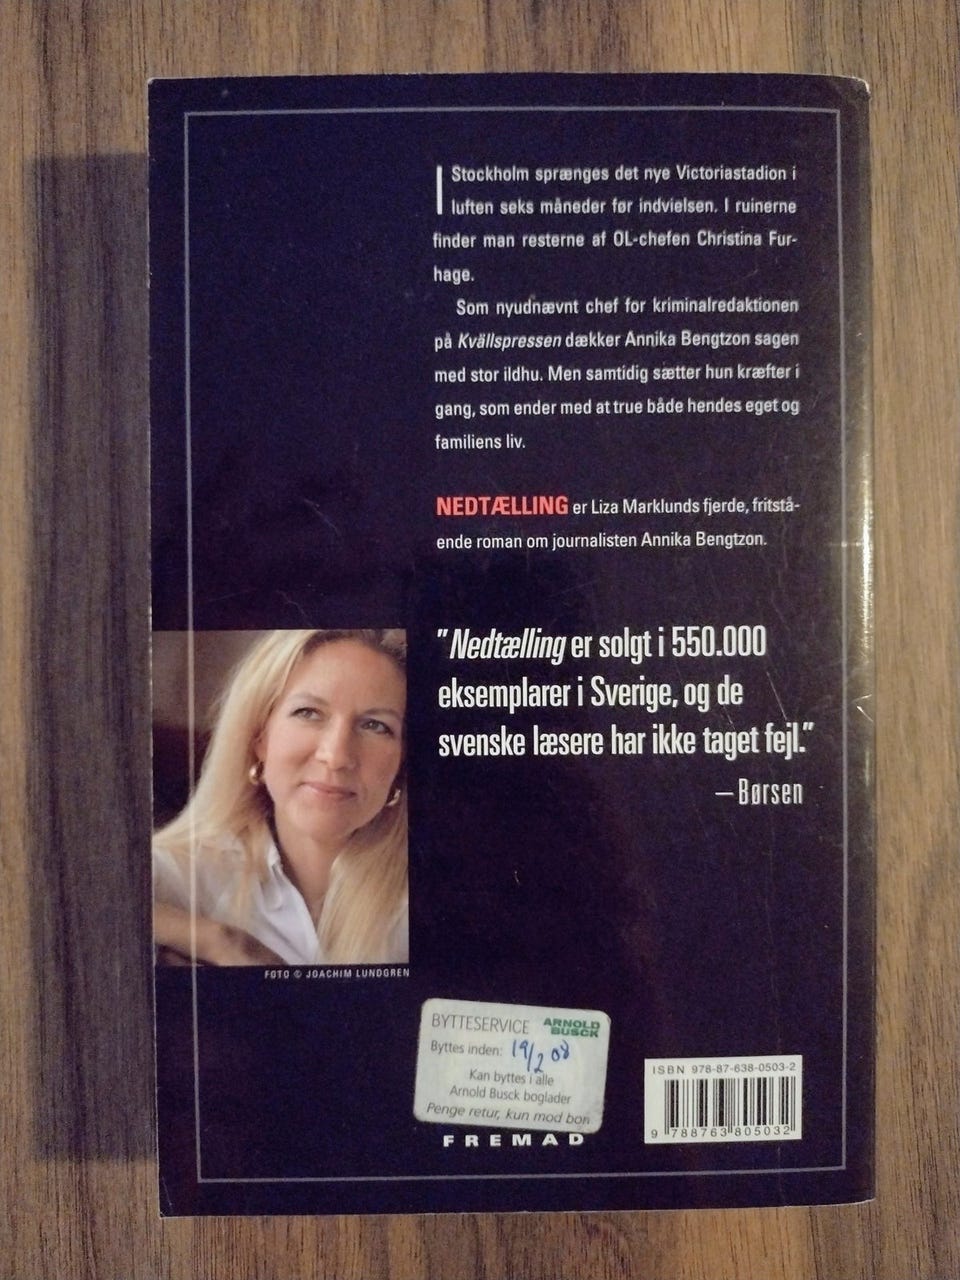 I Stockholm sprænges det nye Victoriastadion i
luften seks måneder før indvielsen. I ruinerne
finder man resterne af OL-chefen Christina Fur-
hage.
Som nyudnævnt chef for kriminalredaktionen
på Kvällspressen dækker Annika Bengtzon sagen
med stor ildhu. Men samtidig sætter hun kræfter i
gang, som ender med at true både hendes eget og
familiens liv.
NEDTÆLLING er Liza Marklunds fjerde, fritstå-
ende roman om journalisten Annika Bengtzon.
"Nedtælling er solgt i 550.000
eksemplarer i Sverige, og de
svenske læsere har ikke taget fejl."
– Børsen
FOTO © JOACHIM LUNDGREN
BYTTESERVICE ARNOLD BUSCK
Byttes inden: 19/2 08
Kan byttes i alle
Arnold Busck boglader
Penge retur, kun mod bon
FREMAD
ISBN 978-87-638-0503-2
9 788763 805032